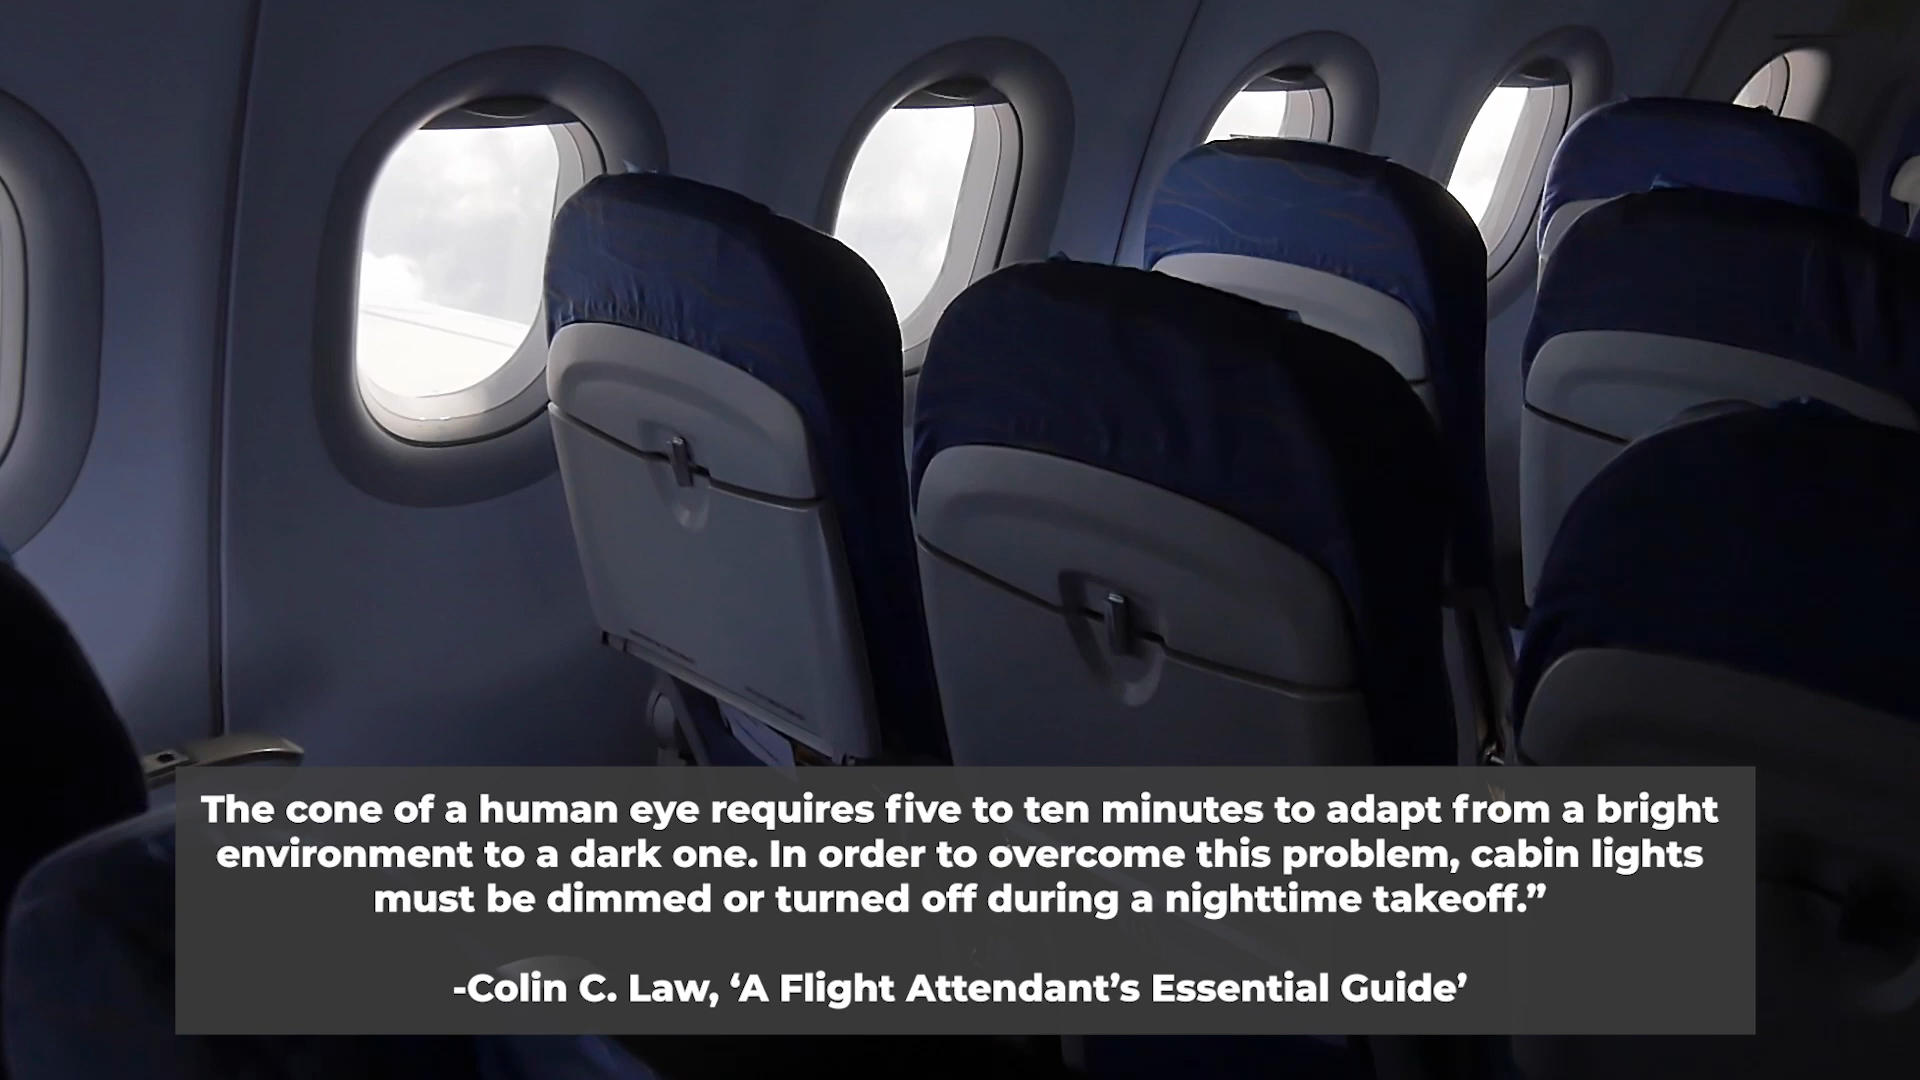 The cone of a human eye requires five to ten minutes to adapt from a bright
environment to a dark one. In order to overcome this problem, cabin lights
must be dimmed or turned off during a nighttime takeoff.”
-Colin C. Law, ‘A Flight Attendant’s Essential Guide’